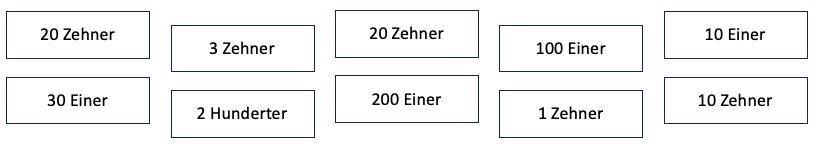 20 Zehner
3 Zehner
20 Zehner
100 Einer
10 Einer
30 Einer
2 Hunderter
200 Einer
1 Zehner
10 Zehner